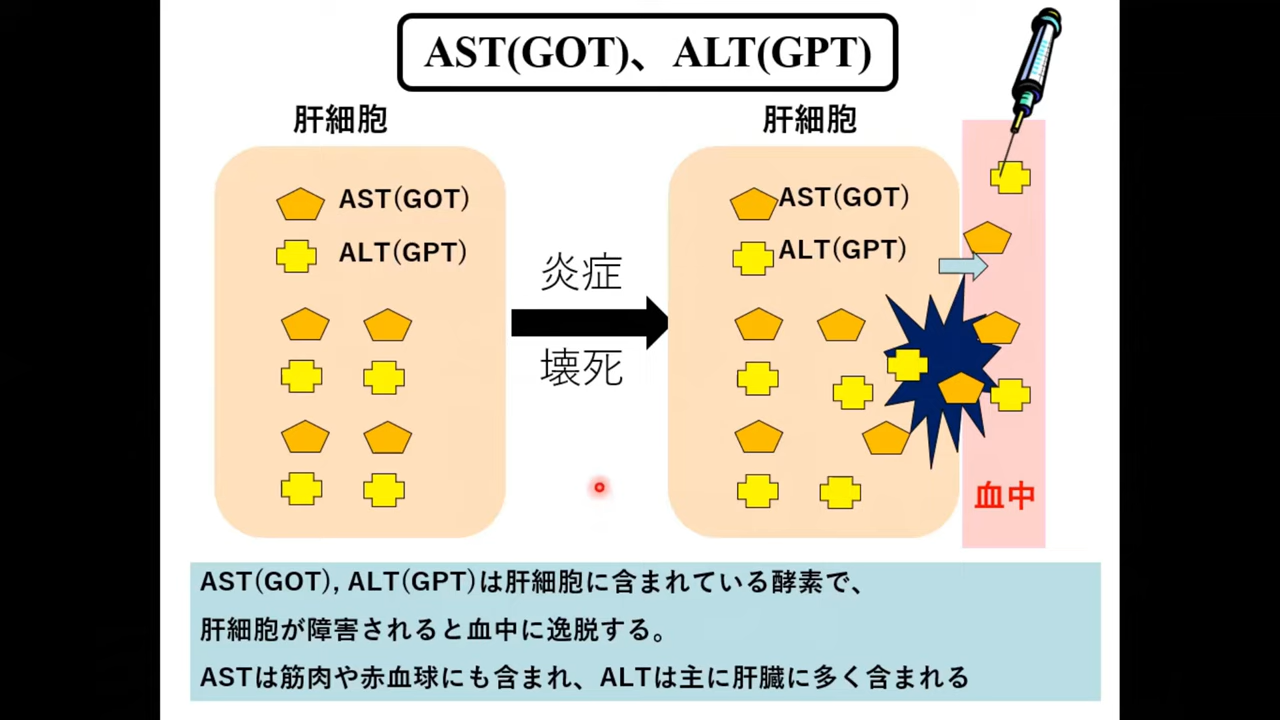 AST(GOT)、ALT(GPT)
肝細胞
AST(GOT)
ALT(GPT)
炎症
壊死
肝細胞
AST(GOT)
ALT(GPT)
血中
AST(GOT), ALT(GPT)は肝細胞に含まれている酵素で、
肝細胞が障害されると血中に逸脱する。
ASTは筋肉や赤血球にも含まれ、ALTは主に肝臓に多く含まれる